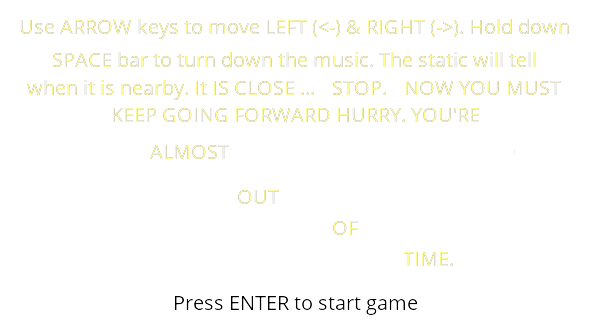 Use ARROW keys to move LEFT (<-) & RIGHT (->). Hold down
SPACE bar to turn down the music. The static will tell
when it is nearby. It IS CLOSE ... STOP. NOW YOU MUST
KEEP GOING FORWARD HURRY. YOU'RE
ALMOST
OUT
OF
TIME.
Press ENTER to start game